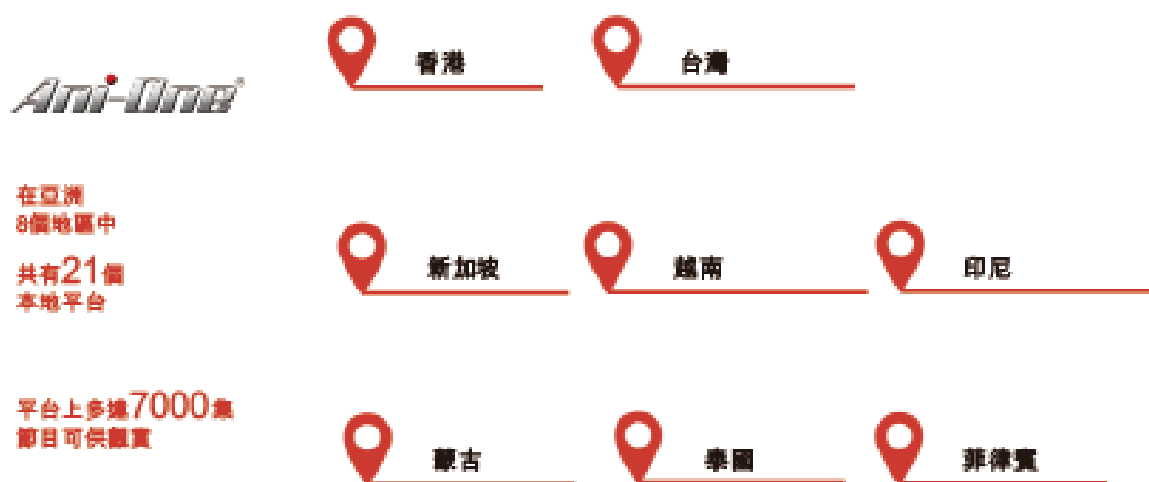 香港
台灣
Ani-One®
在亞洲
8個地區中
共有21個
本地平台
新加坡
越南
印尼
平台上多達7000集
節目可供觀賞
蒙古
泰國
菲律賓